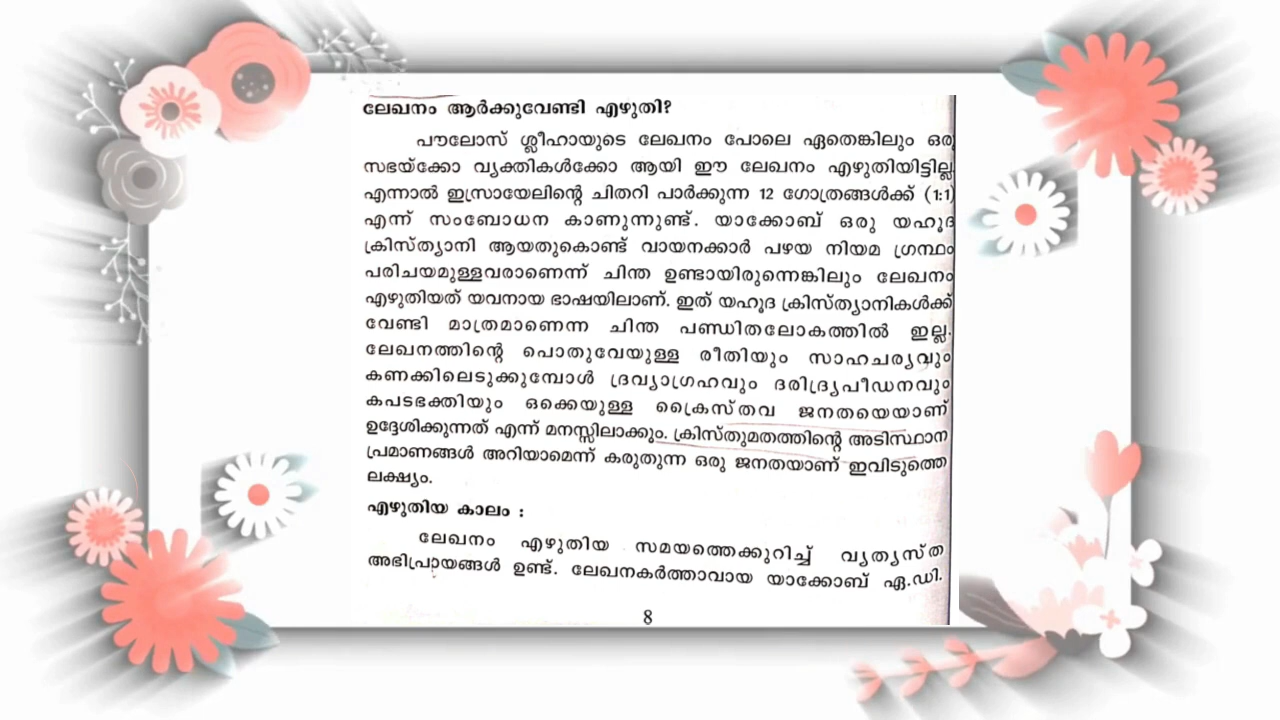 ലേഖനം ആർക്കുവേണ്ടി എഴുതി?
പൗലോസ് ശ്ലീഹായുടെ ലേഖനം പോലെ ഏതെങ്കിലും ഒരു
സഭയ്ക്കോ വ്യക്തികൾക്കോ ആയി ഈ ലേഖനം എഴുതിയിട്ടില്ല.
എന്നാൽ ഇസ്രായേലിന്റെ ചിതറി പാർക്കുന്ന 12 ഗോത്രങ്ങൾക്ക് (1:1)
എന്ന് സംബോധന കാണുന്നുണ്ട്. യാക്കോബ് ഒരു യഹൂദ
ക്രിസ്ത്യാനി ആയതുകൊണ്ട് വായനക്കാർ പഴയ നിയമ ഗ്രന്ഥം
പരിചയമുള്ളവരാണെന്ന് ചിന്ത ഉണ്ടായിരുന്നെങ്കിലും ലേഖനം
എഴുതിയത് യവനായ ഭാഷയിലാണ്. ഇത് യഹൂദ ക്രിസ്ത്യാനികൾക്ക്
വേണ്ടി മാത്രമാണെന്ന ചിന്ത പണ്ഡിതലോകത്തിൽ ഇല്ല.
ലേഖനത്തിന്റെ പൊതുവേയുള്ള രീതിയും സാഹചര്യവും
കണക്കിലെടുക്കുമ്പോൾ ദ്രവ്യാഗ്രഹവും ദരിദ്ര്യപീഡനവും
കപടഭക്തിയും ഒക്കെയുള്ള ക്രൈസ്തവ ജനതയെയാണ്
ഉദ്ദേശിക്കുന്നത് എന്ന് മനസ്സിലാക്കും. ക്രിസ്തുമതത്തിന്റെ അടിസ്ഥാന
പ്രമാണങ്ങൾ അറിയാമെന്ന് കരുതുന്ന ഒരു ജനതയാണ് ഇവിടുത്തെ
ലക്ഷ്യം.
എഴുതിയ കാലം :
ലേഖനം എഴുതിയ സമയത്തെക്കുറിച്ച് വ്യത്യസ്ത
അഭിപ്രായങ്ങൾ ഉണ്ട്. ലേഖനകർത്താവായ യാക്കോബ് ഏ.ഡി.
8